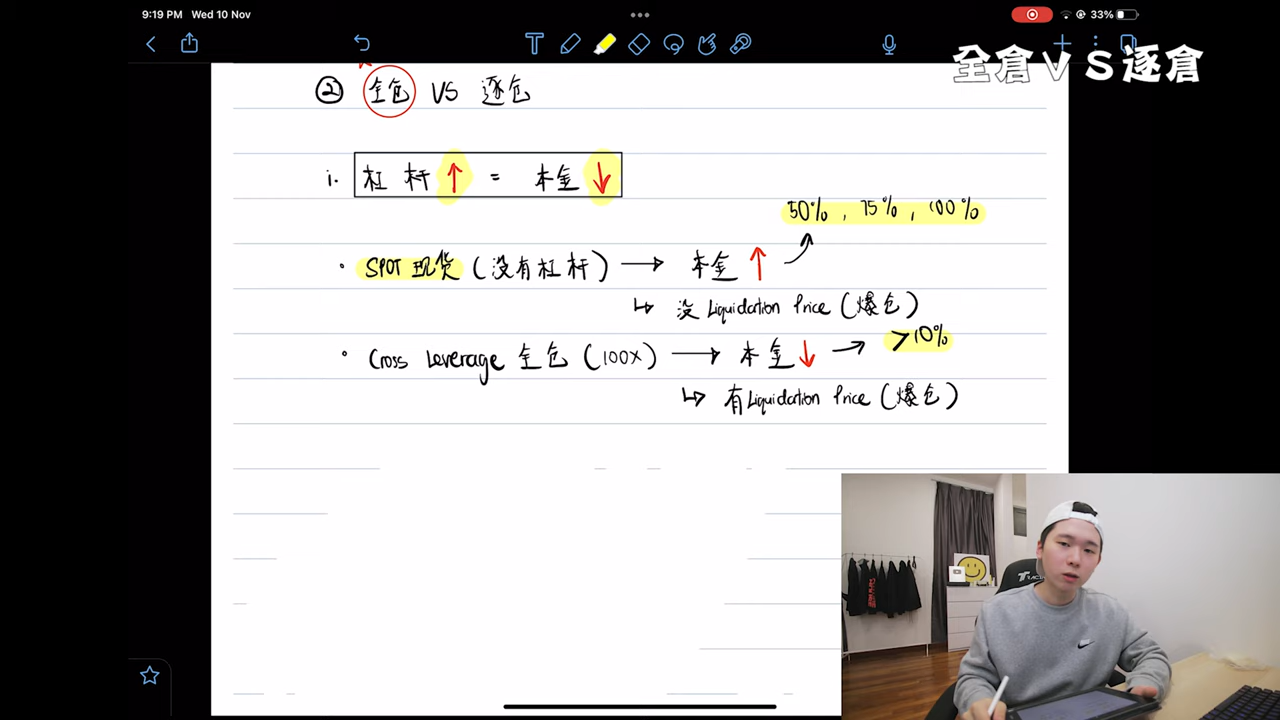 9:19 PM Wed 10 Nov
33%
全倉VS逐倉
② 全仓 VS 逐仓
i. 杠杆↑ = 本金↓
50%, 75%, 100%
· SPOT 现货 (没有杠杆) → 本金↑
↳ 没 Liquidation Price (爆仓)
>10%
· Cross Leverage 全仓 (100X) → 本金↓ →
↳ 有 Liquidation Price (爆仓)